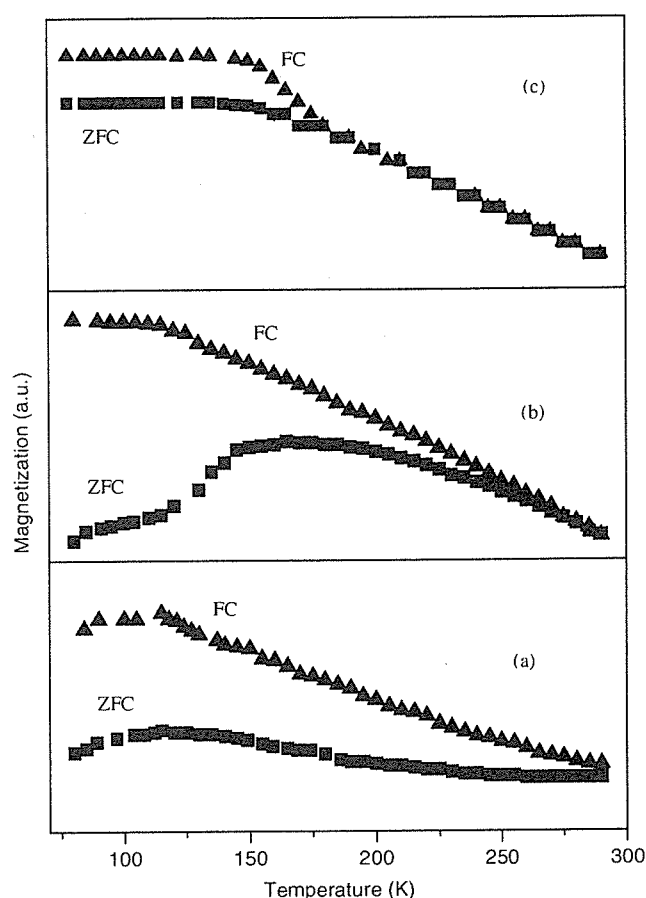 FC
(c)
ZFC
FC
(b)
ZFC
FC
(a)
ZFC
Magnetization (a.u.)
100 150 200 250 300
Temperature (K)